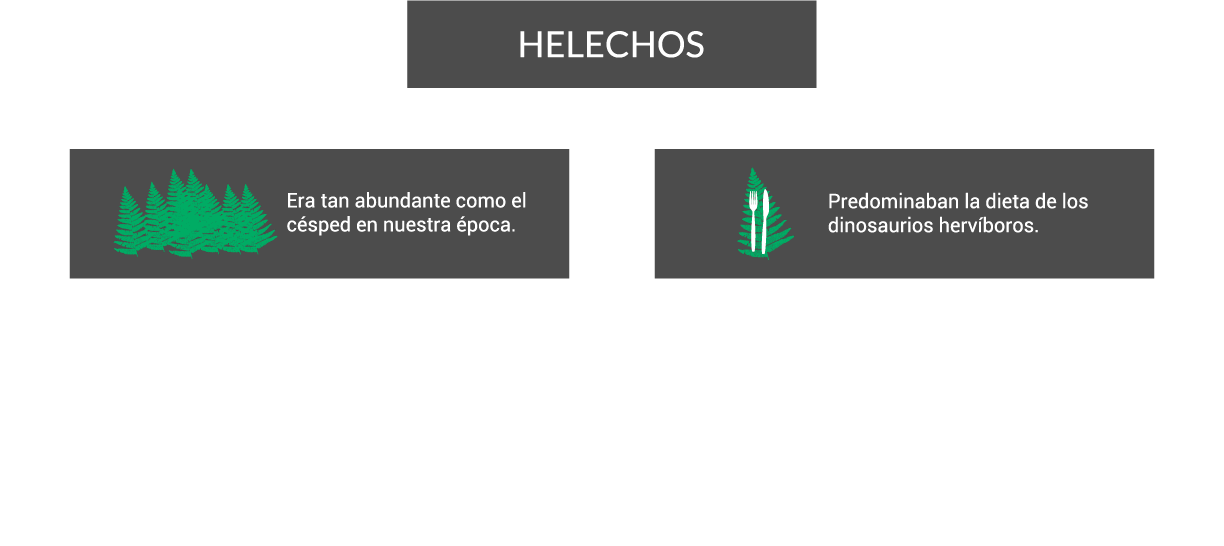 HELECHOS
Era tan abundante como el
césped en nuestra época.
Predominaban la dieta de los
dinosaurios hervíboros.